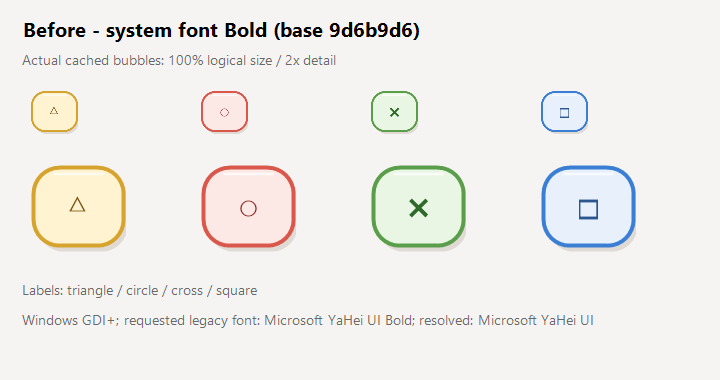 Before - system font Bold (base 9d6b9d6)
Actual cached bubbles: 100% logical size / 2x detail
△ ○ ✕ □
△ ○ ✕ □
Labels: triangle / circle / cross / square
Windows GDI+; requested legacy font: Microsoft YaHei UI Bold; resolved: Microsoft YaHei UI